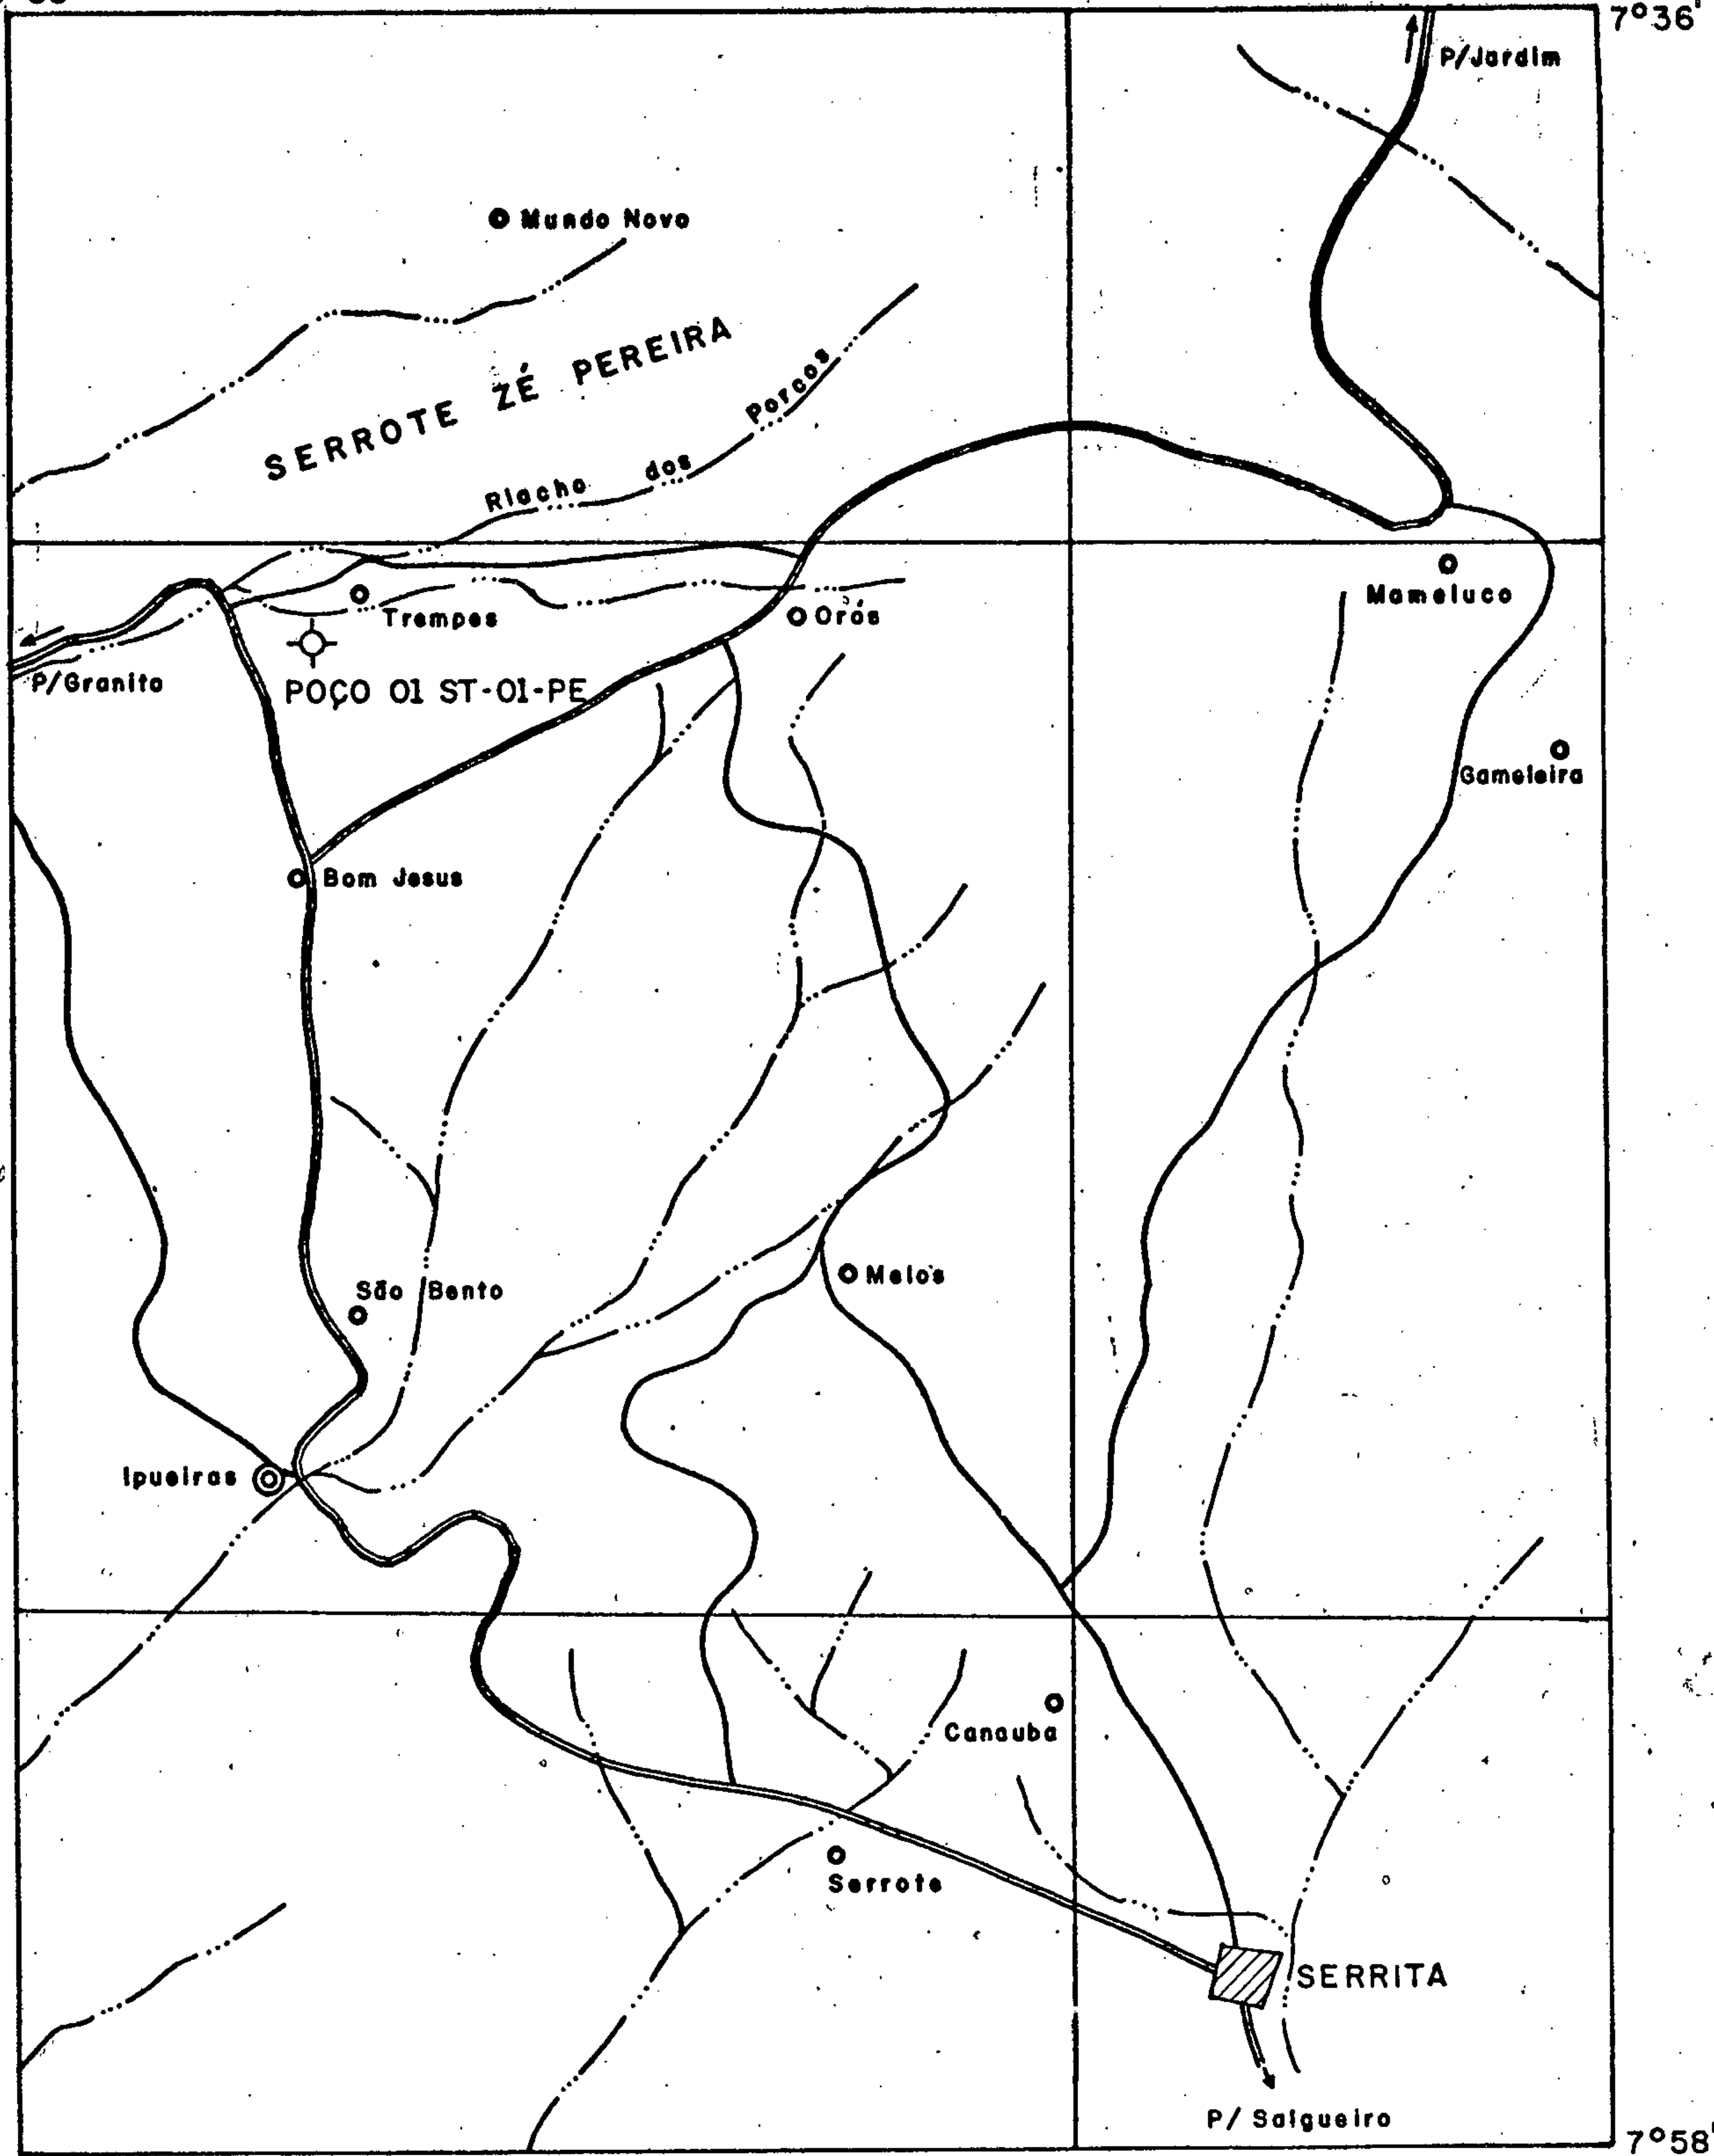 7°36'
P/Jardim
Mundo Novo
SERROTE ZÉ PEREIRA
Riacho dos Porcos
Mameluco
Trempes
Orós
P/Granito
POÇO 01 ST-01-PE
Gameleira
Bom Jesus
Melos
São Bento
Ipueiras
Canauba
Serrote
SERRITA
P/ Salgueiro
7°58'